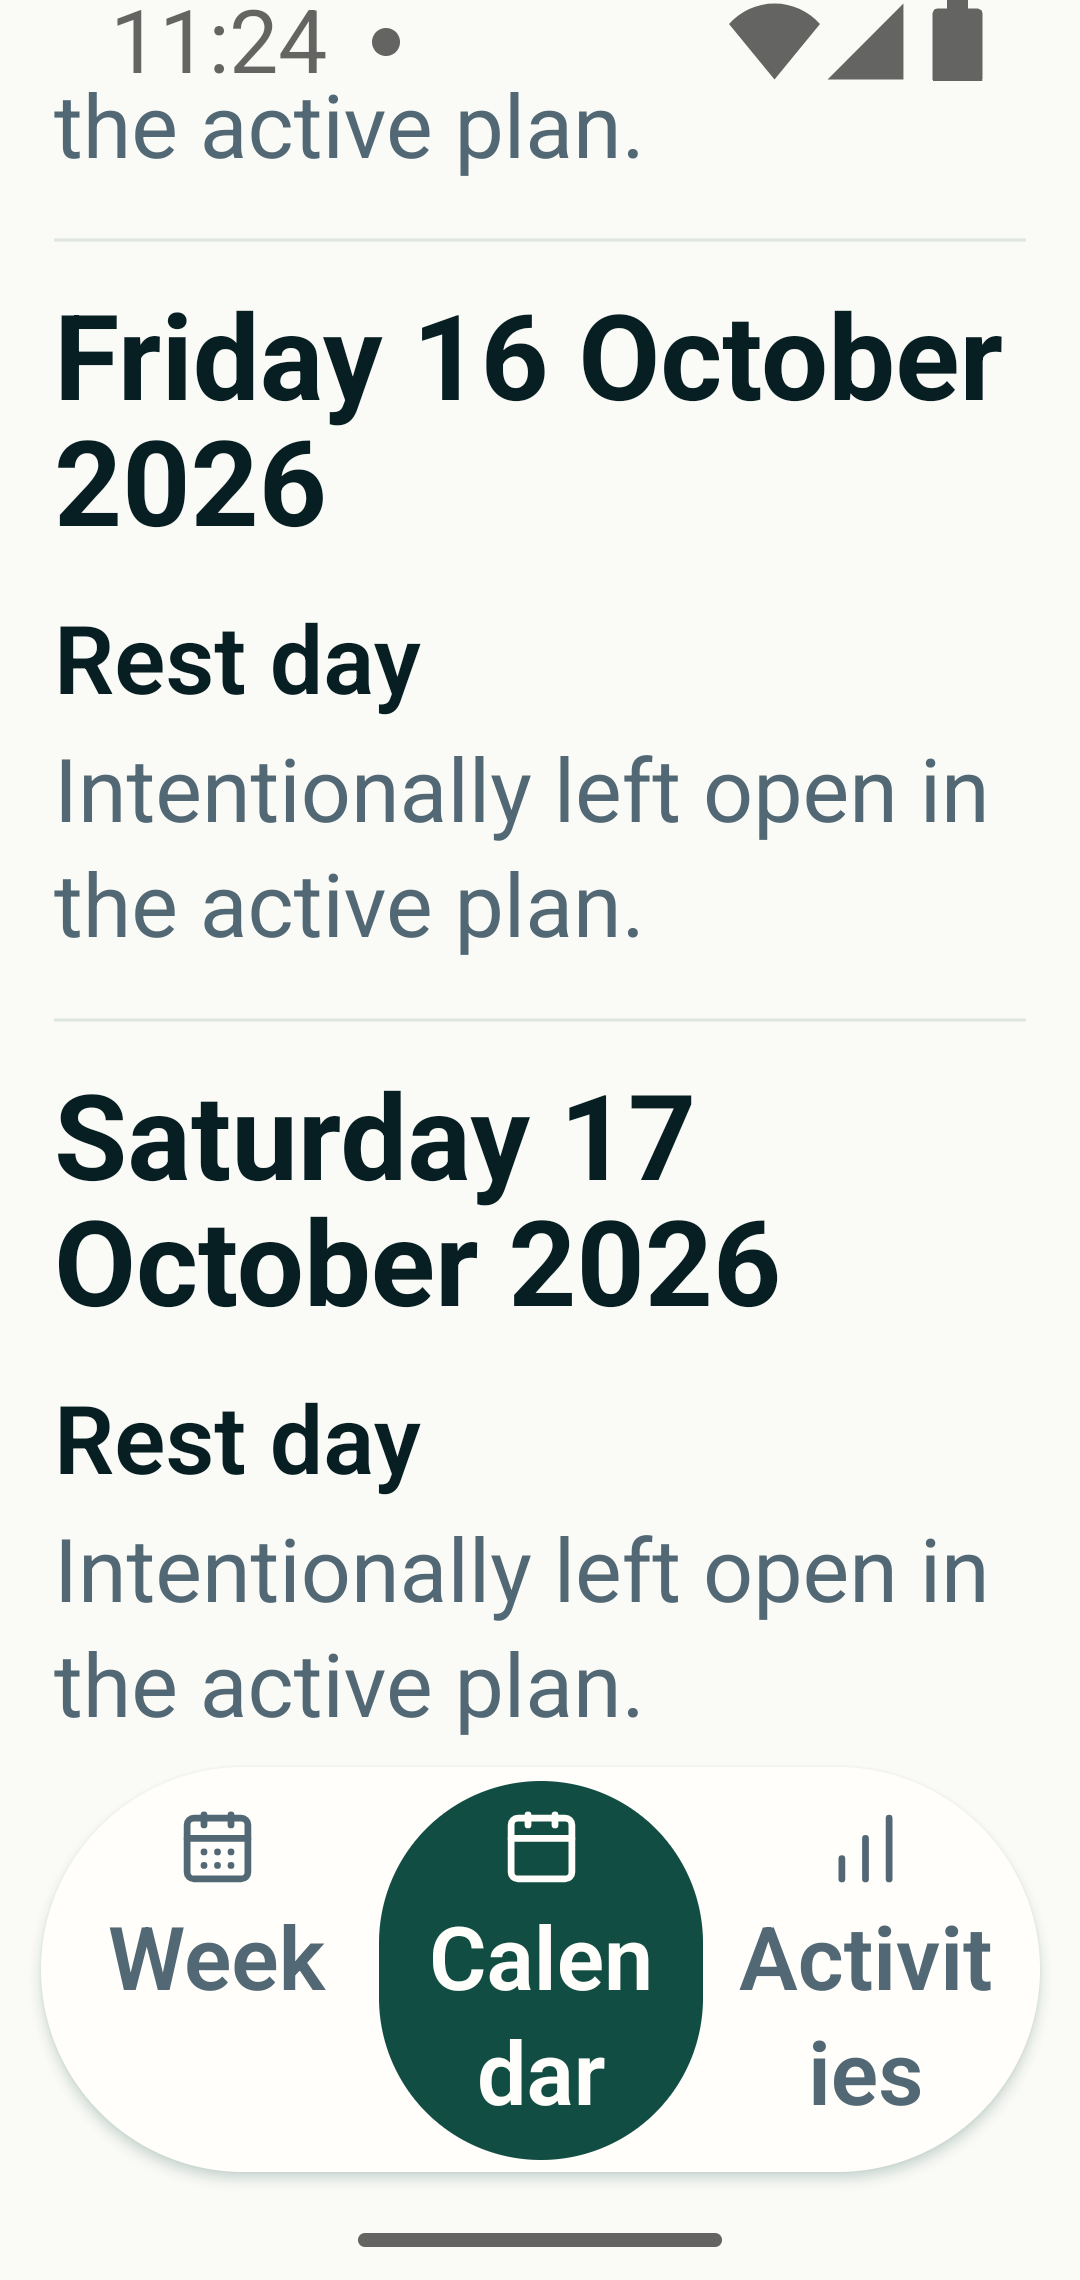 11:24
the active plan.
Friday 16 October
2026
Rest day
Intentionally left open in
the active plan.
Saturday 17
October 2026
Rest day
Intentionally left open in
the active plan.
Week
Calen
dar
Activit
ies